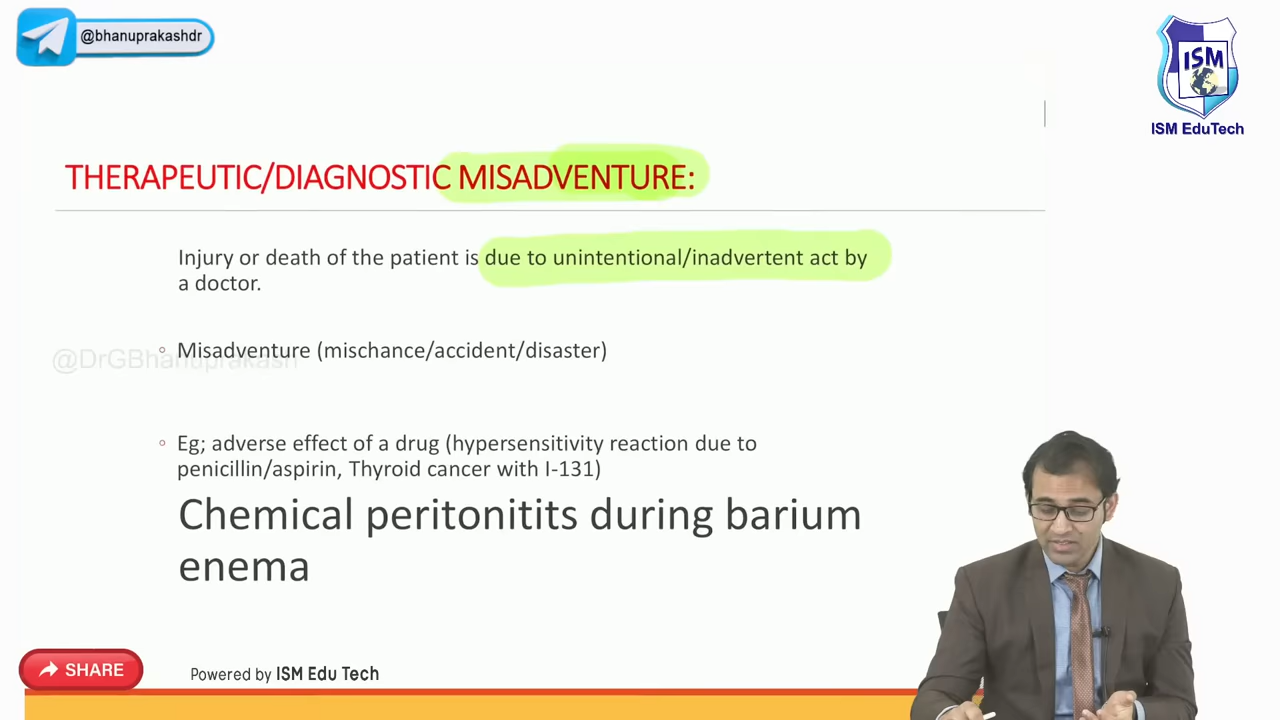 @bhanuprakashdr
ISM
ISM EduTech
THERAPEUTIC/DIAGNOSTIC MISADVENTURE:
Injury or death of the patient is due to unintentional/inadvertent act by
a doctor.
Misadventure (mischance/accident/disaster)
@DrGBhanuprakash
Eg; adverse effect of a drug (hypersensitivity reaction due to
penicillin/aspirin, Thyroid cancer with I-131)
Chemical peritonitits during barium
enema
SHARE
Powered by ISM Edu Tech